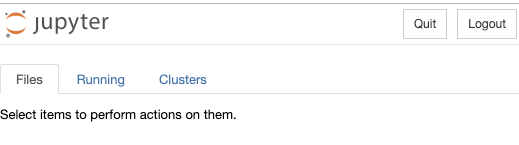 jupyter
Quit
Logout
Files
Running
Clusters
Select items to perform actions on them.